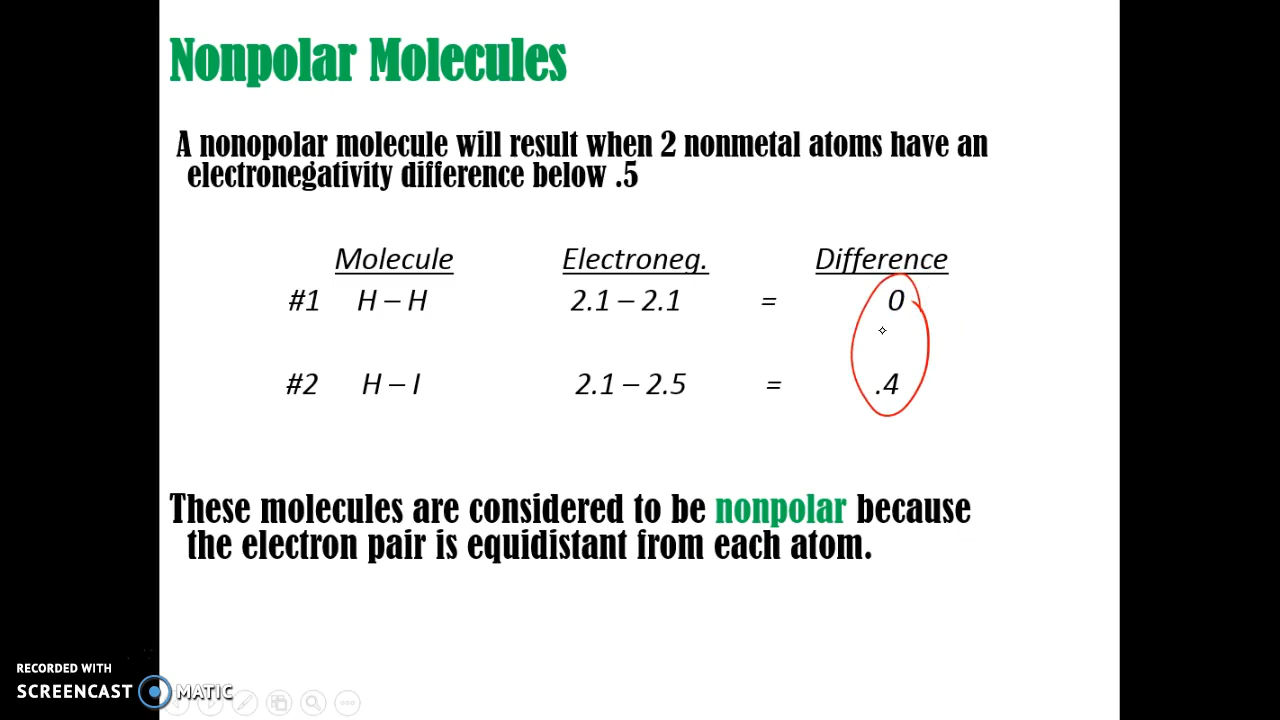 Nonpolar Molecules
A nonopolar molecule will result when 2 nonmetal atoms have an
electronegativity difference below .5
Molecule Electroneg. Difference
#1 H – H 2.1 – 2.1 = 0
#2 H – I 2.1 – 2.5 = .4
These molecules are considered to be nonpolar because
the electron pair is equidistant from each atom.
RECORDED WITH
SCREENCAST MATIC